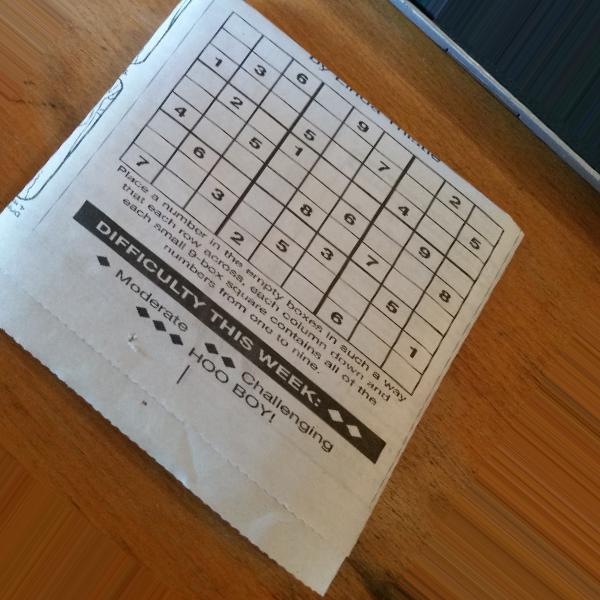 by Linda Thistle
6 9 2
3 7 5
1 5 4
2 1 9
5 6 8
4 8 7
6 3 5
3 5 1
7 2 6
Place a number in the empty boxes in such a way
that each row across, each column down and
each small 9-box square contains all of the
numbers from one to nine.
DIFFICULTY THIS WEEK: ◆◆
◆ Moderate ◆◆ Challenging
◆◆◆ HOO BOY!